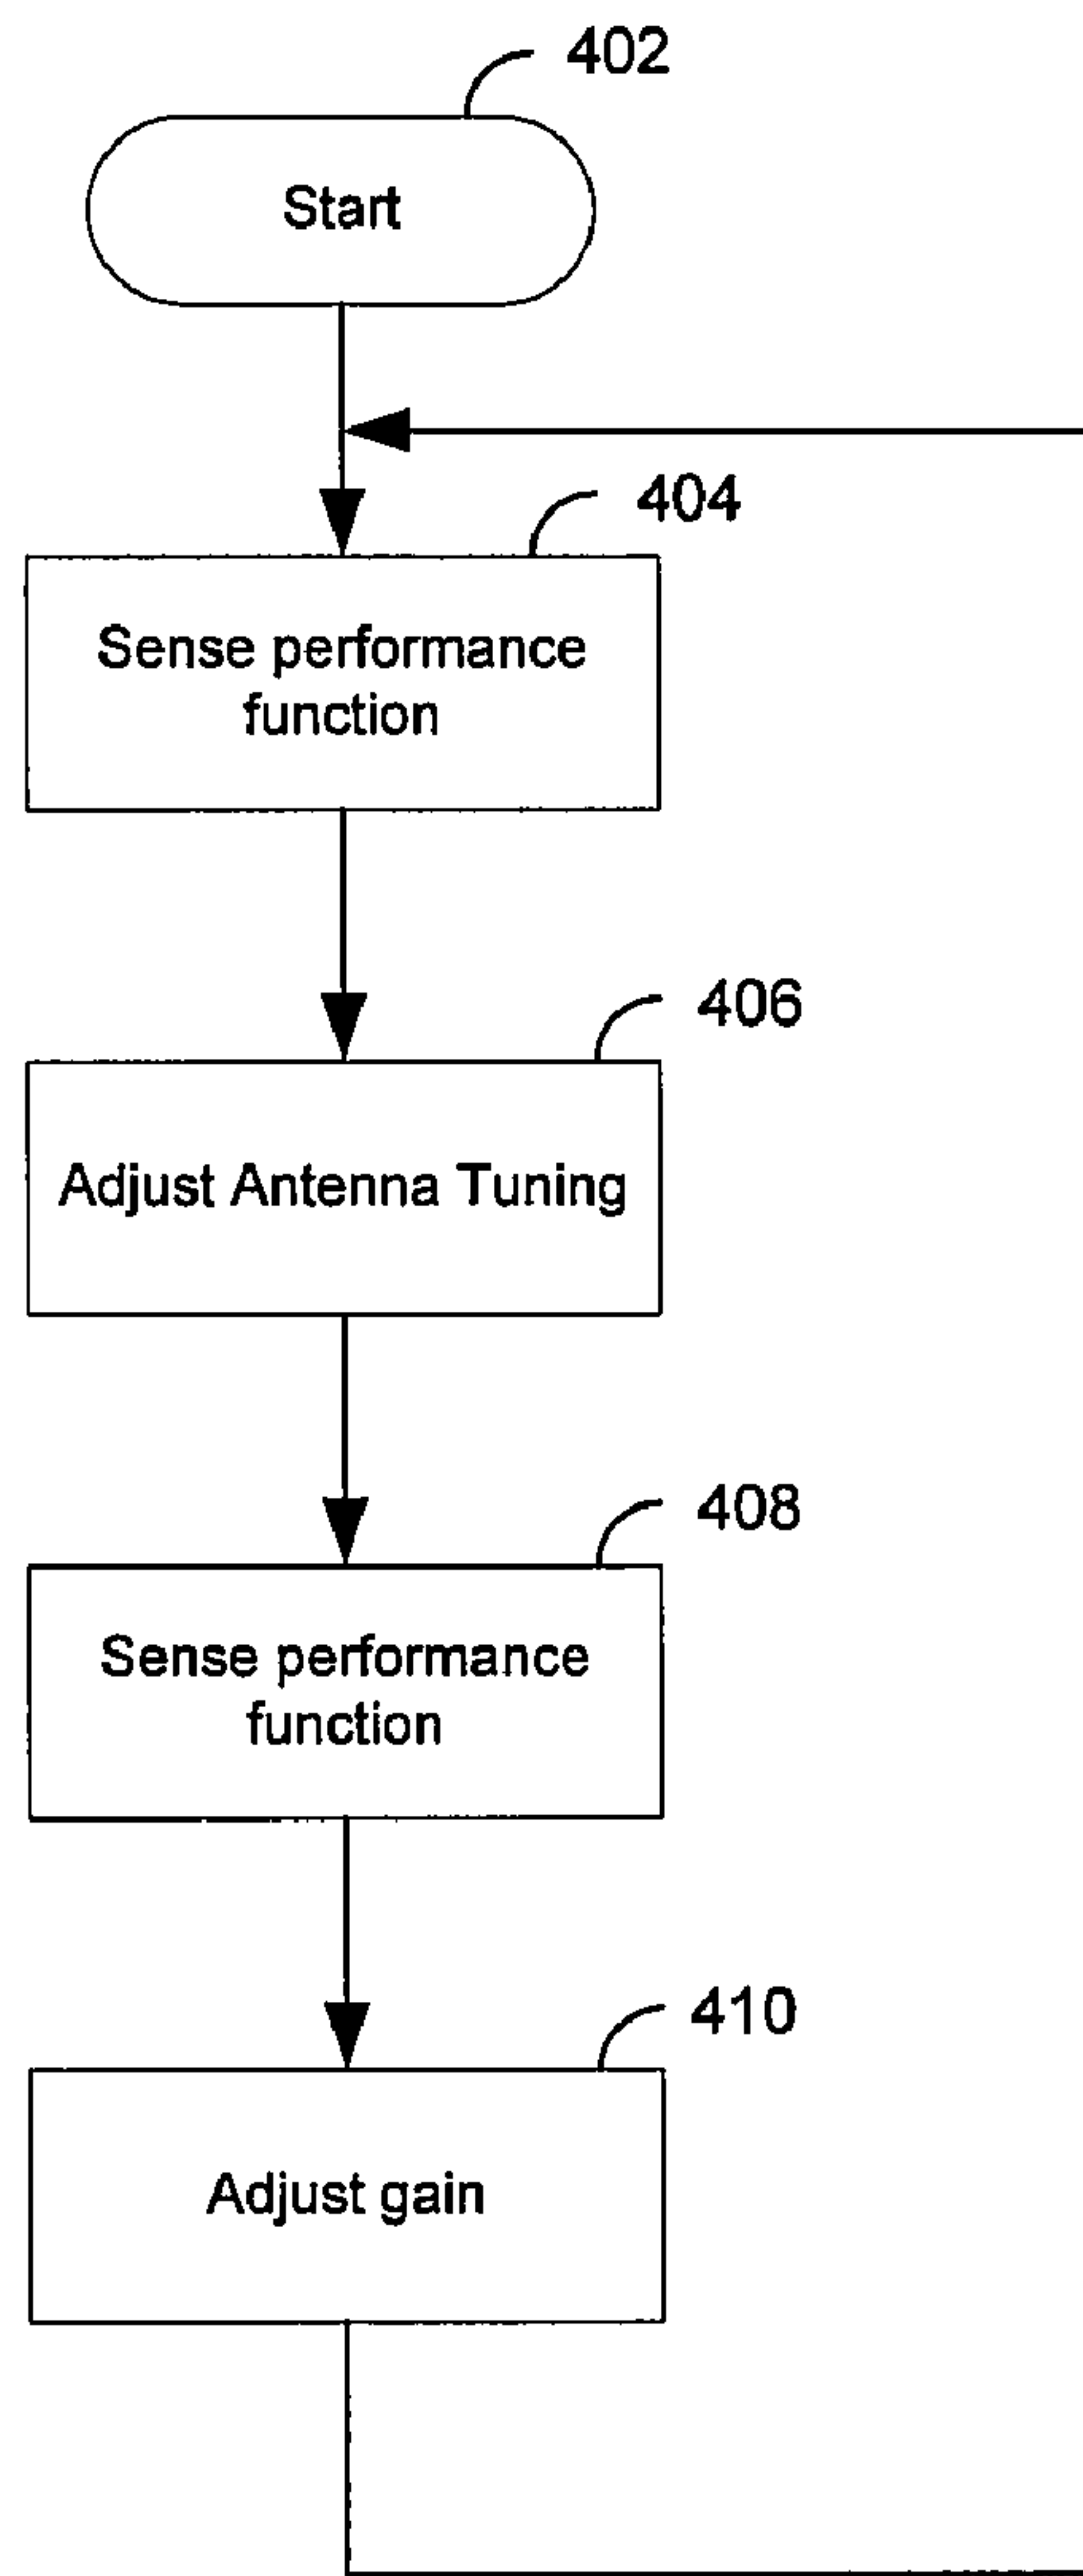 402
Start
404
Sense performance
function
406
Adjust Antenna Tuning
408
Sense performance
function
410
Adjust gain